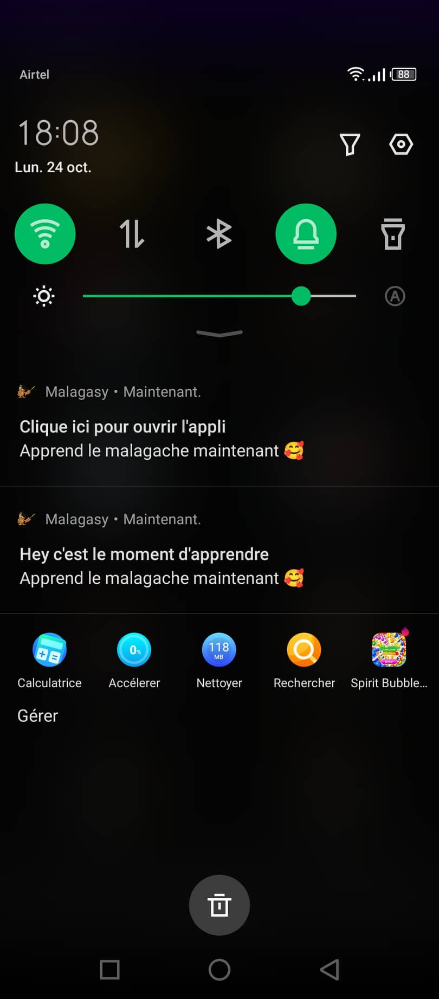 Airtel
88
18:08
Lun. 24 oct.
A
Malagasy • Maintenant.
Clique ici pour ouvrir l'appli
Apprend le malagache maintenant 🥰
Malagasy • Maintenant.
Hey c'est le moment d'apprendre
Apprend le malagache maintenant 🥰
0%
118
MB
Calculatrice Accélerer Nettoyer Rechercher Spirit Bubble...
Gérer